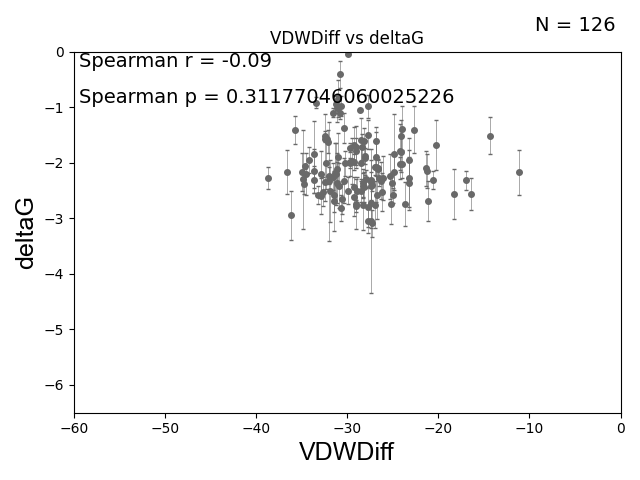 N = 126
VDWDiff vs deltaG
Spearman r = -0.09
Spearman p = 0.31177046060025226
deltaG
0
−1
−2
−3
−4
−5
−6
−60 −50 −40 −30 −20 −10 0
VDWDiff